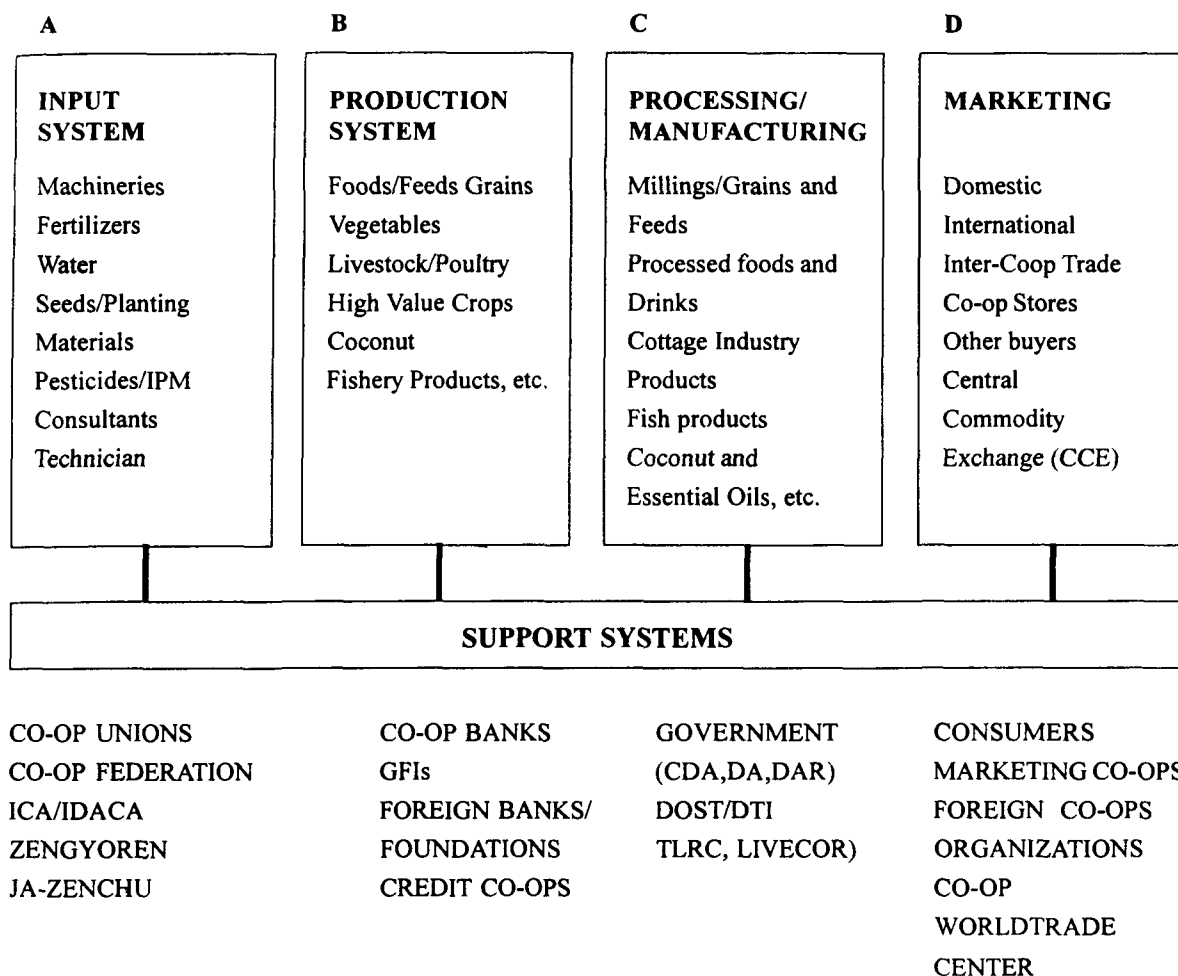 A
B
C
D
INPUT
SYSTEM
Machineries
Fertilizers
Water
Seeds/Planting
Materials
Pesticides/IPM
Consultants
Technician
PRODUCTION
SYSTEM
Foods/Feeds Grains
Vegetables
Livestock/Poultry
High Value Crops
Coconut
Fishery Products, etc.
PROCESSING/
MANUFACTURING
Millings/Grains and
Feeds
Processed foods and
Drinks
Cottage Industry
Products
Fish products
Coconut and
Essential Oils, etc.
MARKETING
Domestic
International
Inter-Coop Trade
Co-op Stores
Other buyers
Central
Commodity
Exchange (CCE)
SUPPORT SYSTEMS
CO-OP UNIONS
CO-OP FEDERATION
ICA/IDACA
ZENGYOREN
JA-ZENCHU
CO-OP BANKS
GFIs
FOREIGN BANKS/
FOUNDATIONS
CREDIT CO-OPS
GOVERNMENT
(CDA,DA,DAR)
DOST/DTI
TLRC, LIVECOR)
CONSUMERS
MARKETING CO-OPS
FOREIGN CO-OPS
ORGANIZATIONS
CO-OP
WORLDTRADE
CENTER